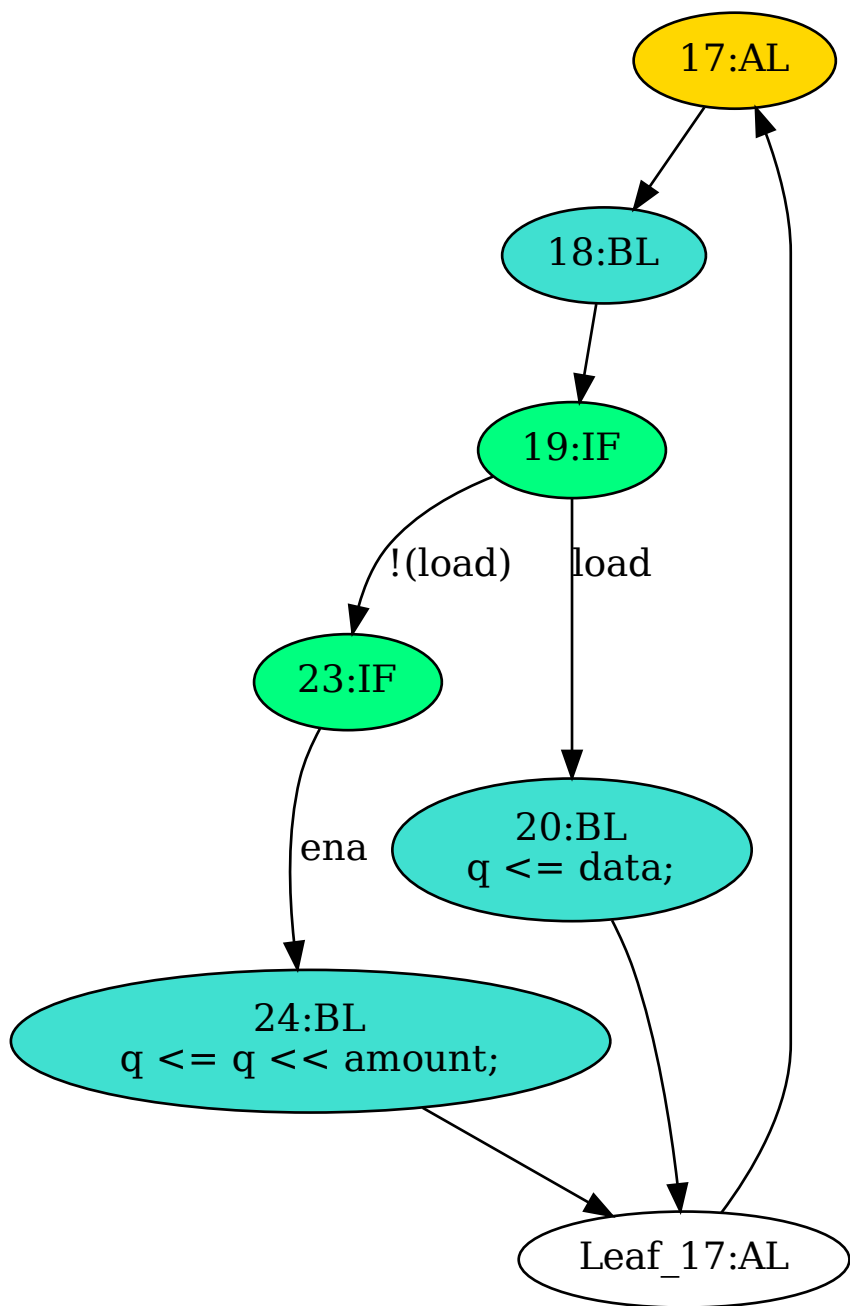 17:AL
18:BL
19:IF
!(load)
load
23:IF
20:BL
q <= data;
ena
24:BL
q <= q << amount;
Leaf_17:AL